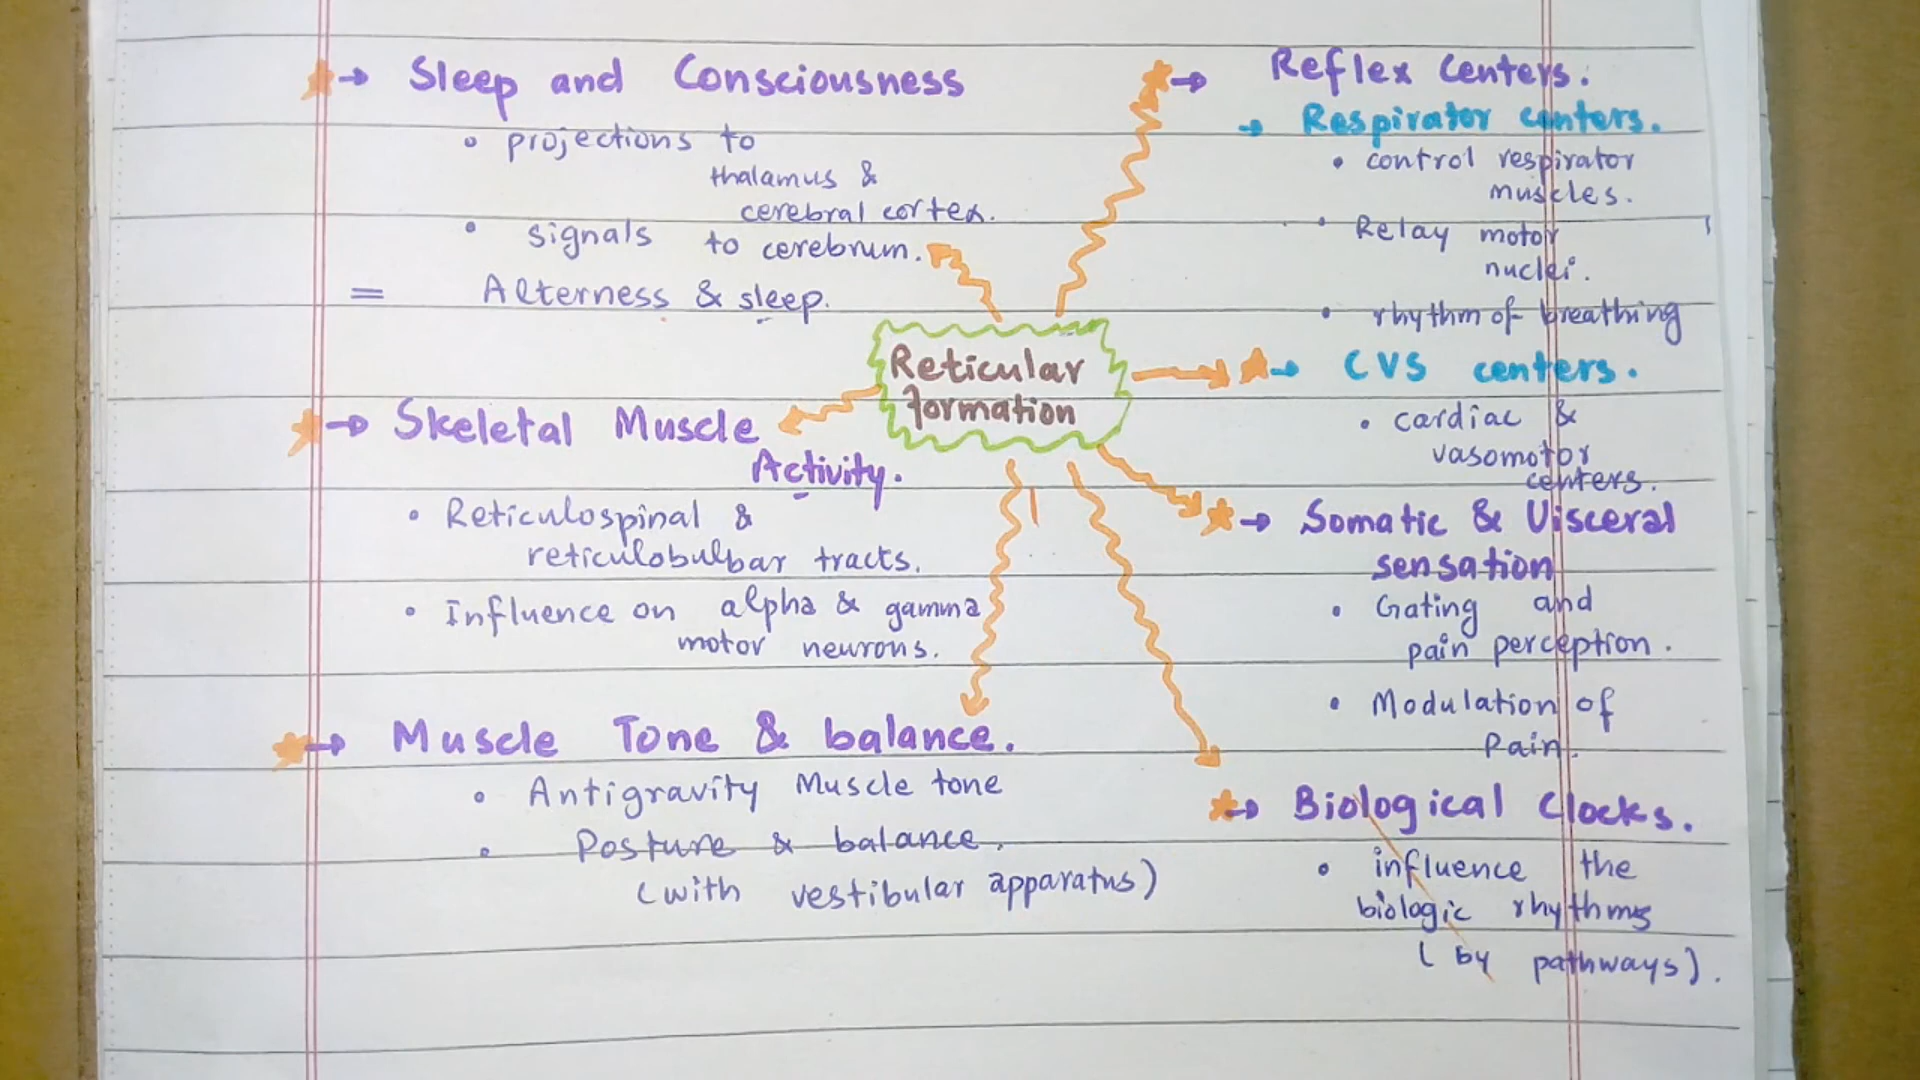 Sleep and Consciousness
• projections to
thalamus &
cerebral cortex.
• signals to cerebrum.
= Alterness & sleep.
Reticular
formation
Skeletal Muscle
Activity.
• Reticulospinal &
reticulobulbar tracts.
• Influence on alpha & gamma
motor neurons.
Muscle Tone & balance.
• Antigravity Muscle tone
• Posture & balance.
(with vestibular apparatus)
Reflex Centers.
→ Respirator centers.
• control respirator
muscles.
• Relay motor
nuclei.
• rhythm of breathing
CVS centers.
• cardiac &
vasomotor
centers.
Somatic & Visceral
sensation
• Gating and
pain perception.
• Modulation of
Pain.
Biological Clocks.
• influence the
biologic rhythms
(by pathways).